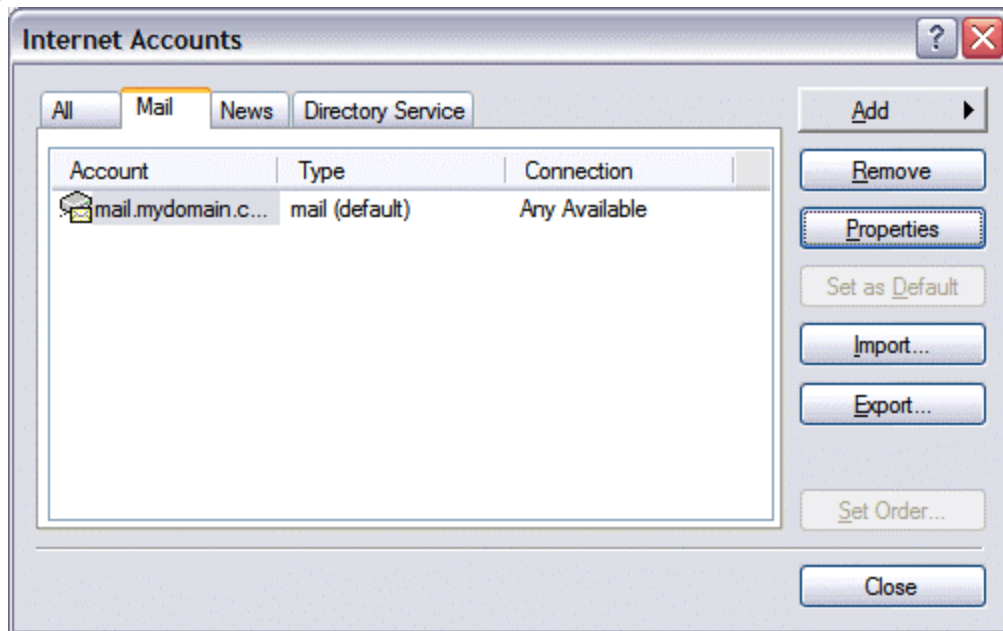 Internet Accounts
?
All Mail News Directory Service
Add
Remove
Properties
Set as Default
Import...
Export...
Set Order...
Close
Account Type Connection
mail.mydomain.c... mail (default) Any Available